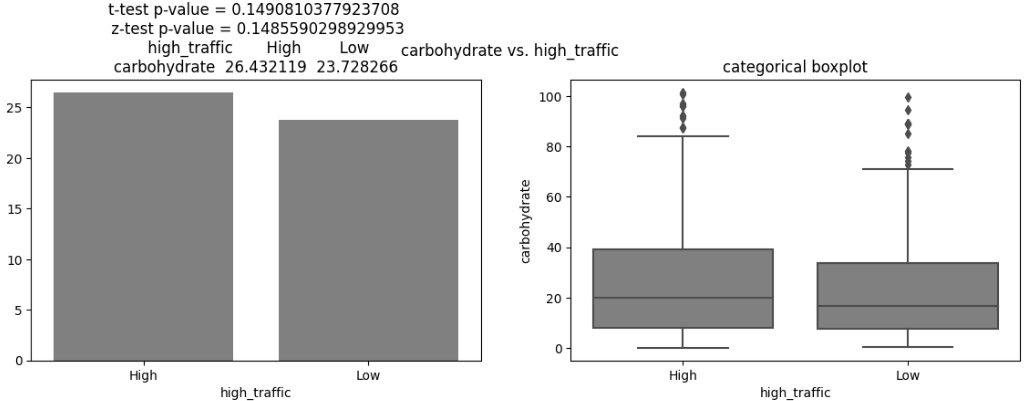 t-test p-value = 0.1490810377923708
z-test p-value = 0.1485590298929953
high_traffic High Low
carbohydrate 26.432119 23.728266
carbohydrate vs. high_traffic
25
20
15
10
5
0
High Low
high_traffic
categorical boxplot
carbohydrate
100
80
60
40
20
0
High Low
high_traffic